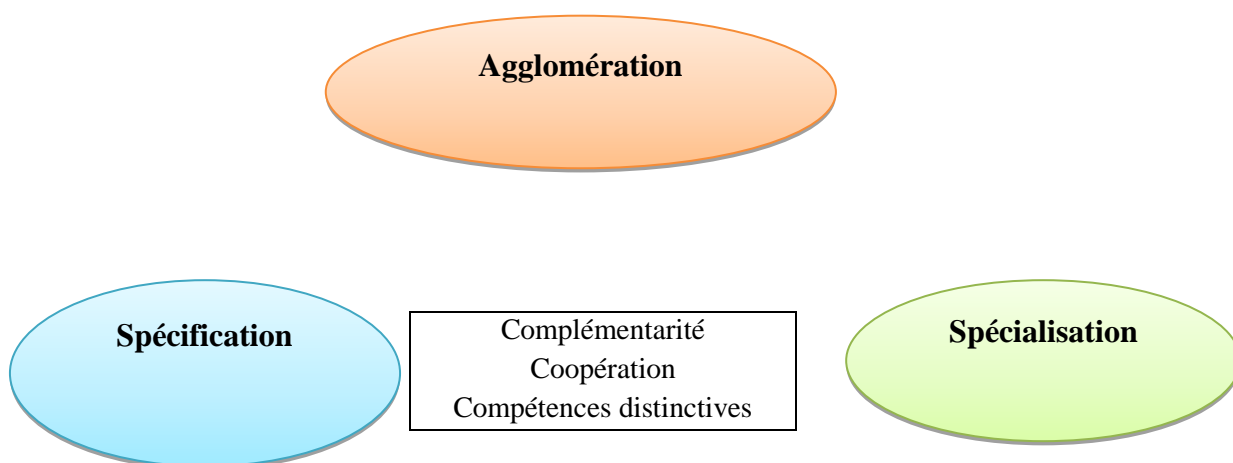 Agglomération
Spécification
Complémentarité
Coopération
Compétences distinctives
Spécialisation